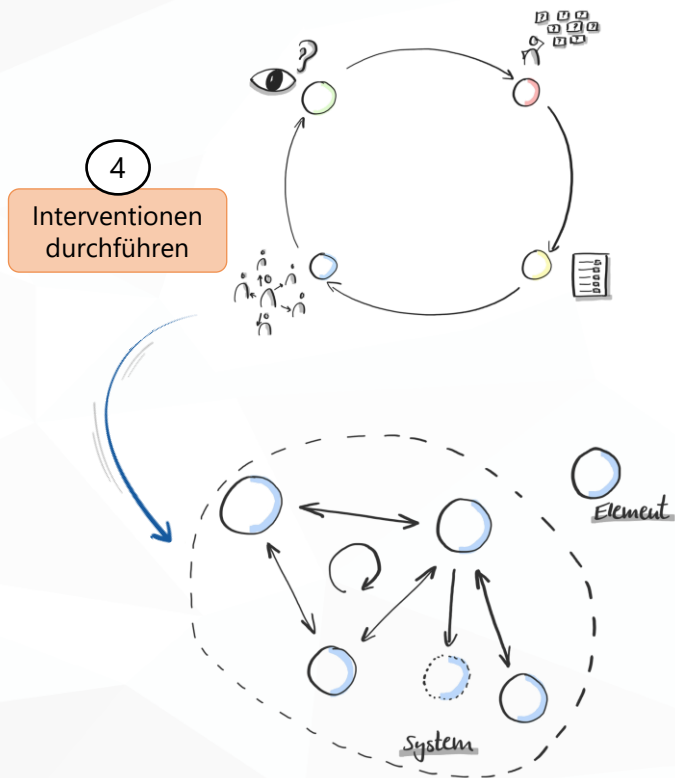 ?
? ? ?
? ? ?
? ?
4
Interventionen
durchführen
Element
System